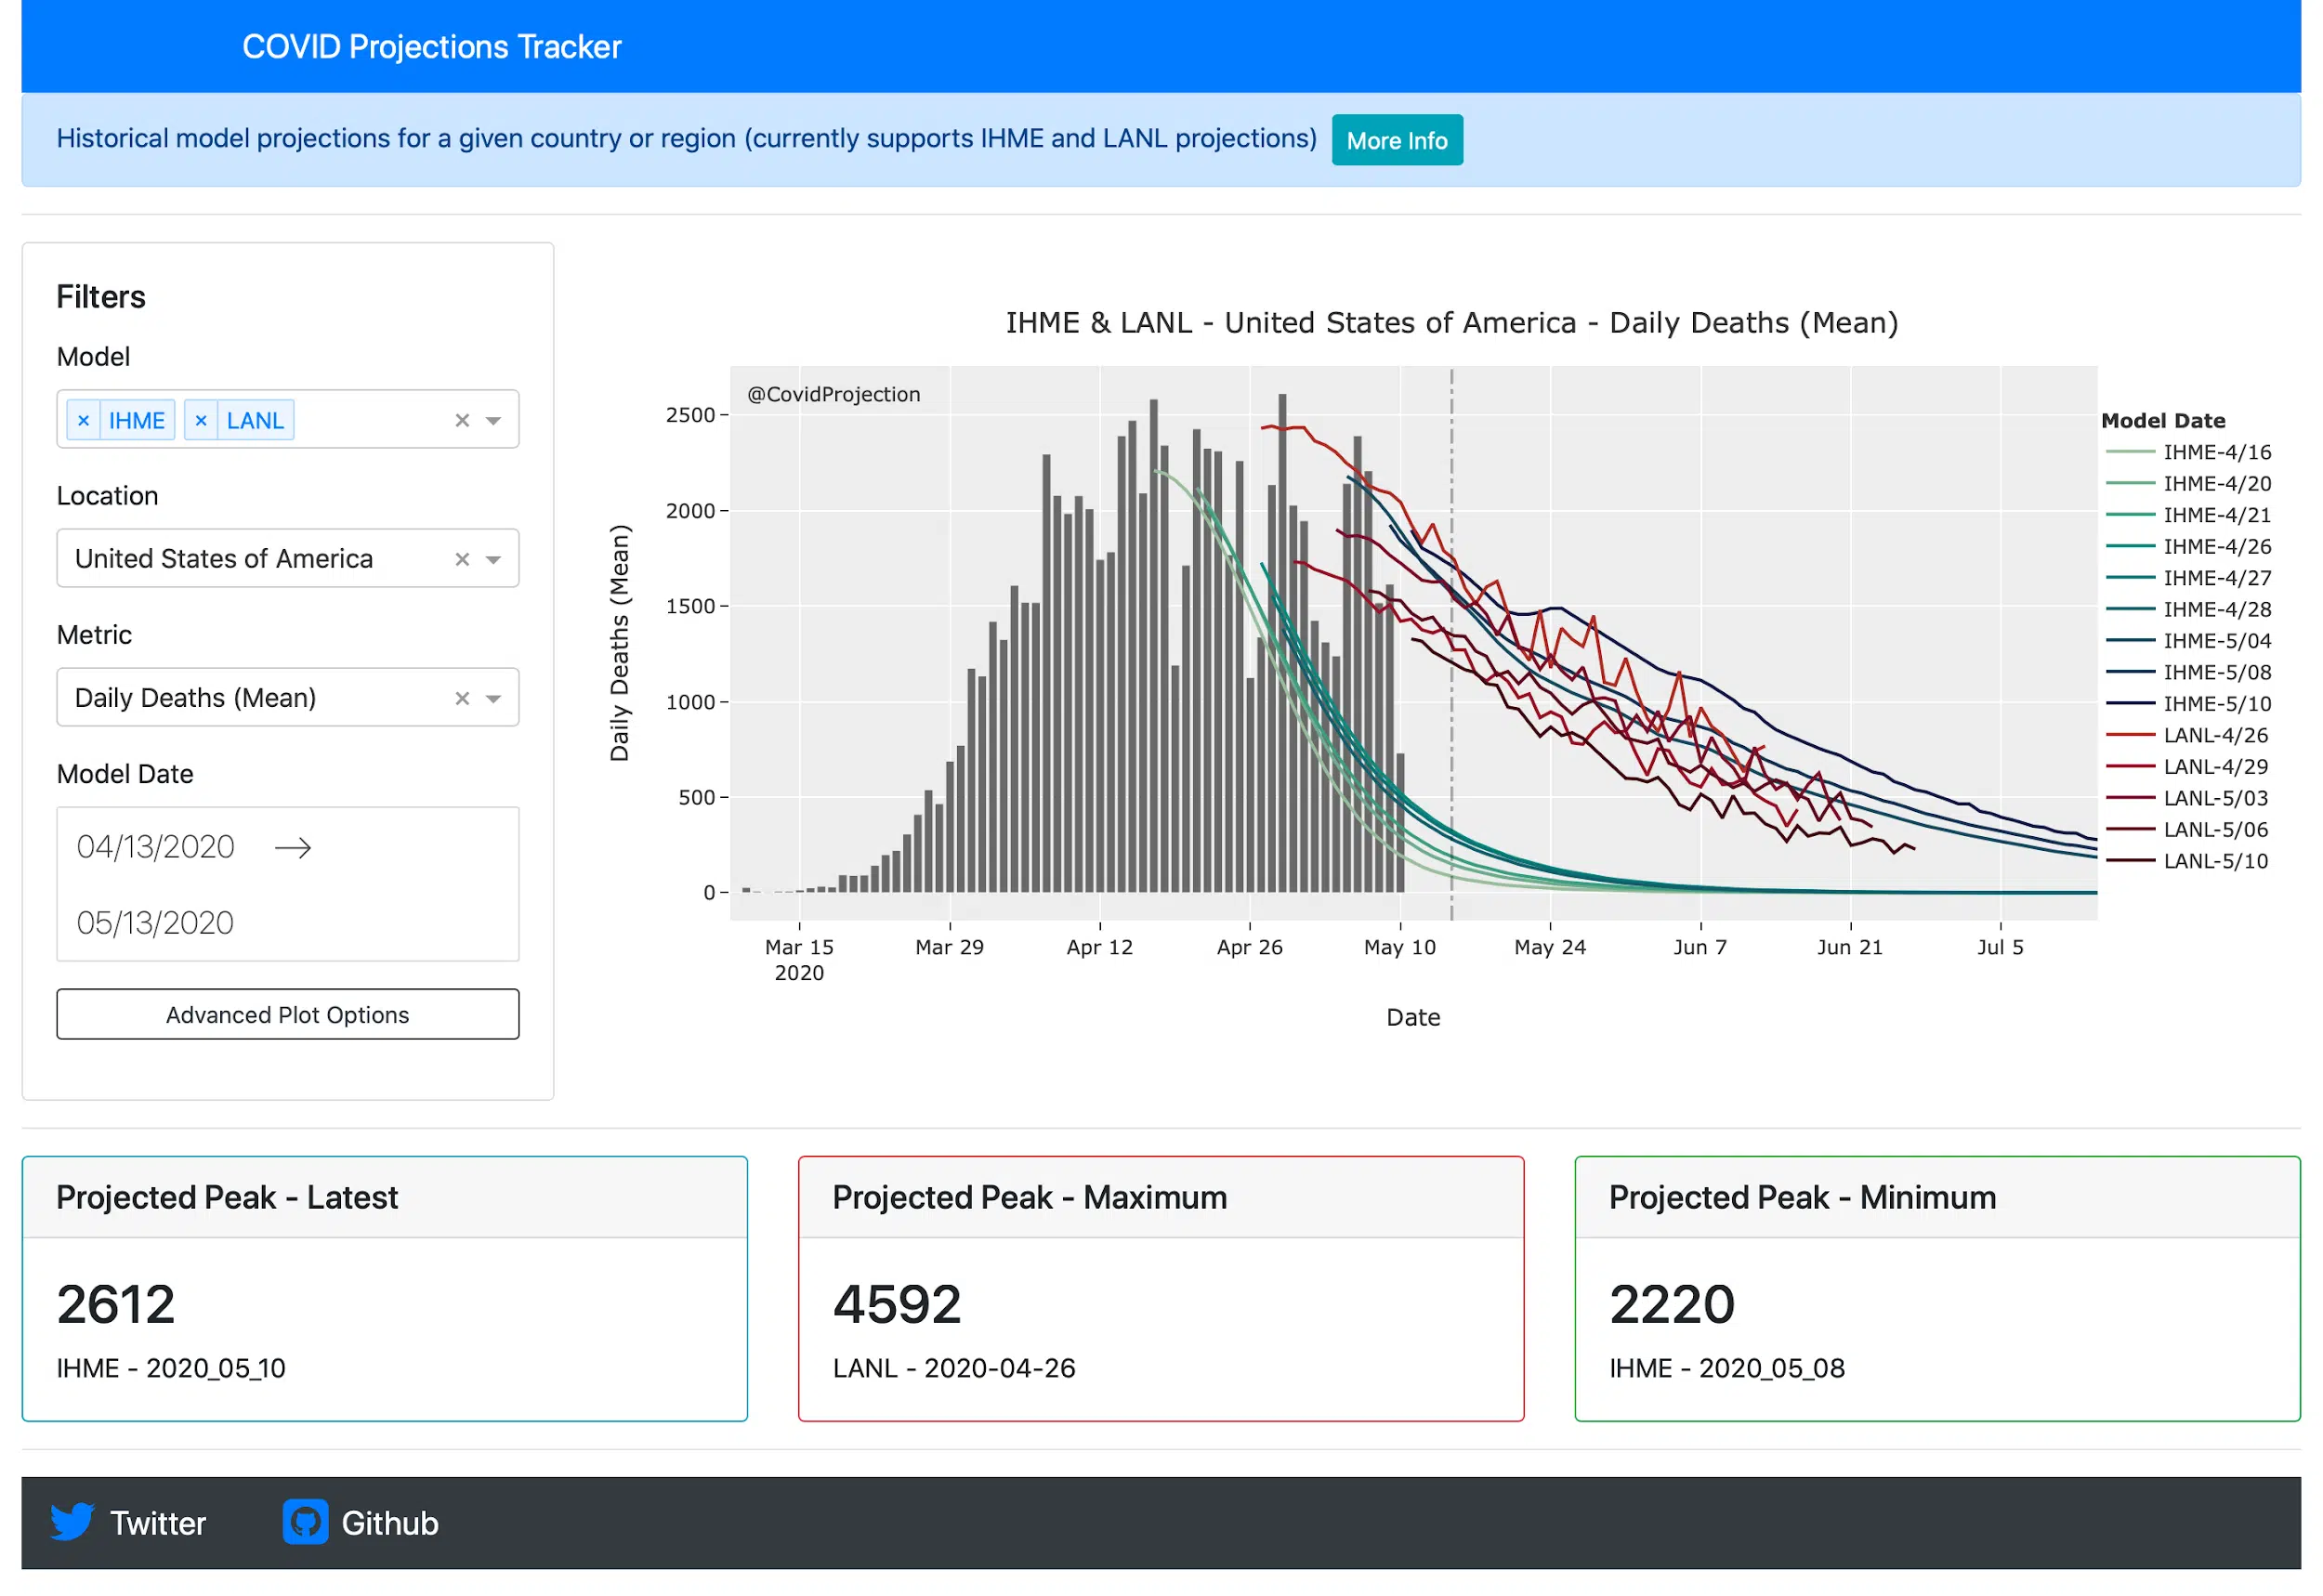 COVID Projections Tracker
Historical model projections for a given country or region (currently supports IHME and LANL projections)
More Info
Filters
Model
× IHME × LANL
Location
United States of America
Metric
Daily Deaths (Mean)
Model Date
04/13/2020
05/13/2020
Advanced Plot Options
IHME & LANL - United States of America - Daily Deaths (Mean)
@CovidProjection
Daily Deaths (Mean)
2500
2000
1500
1000
500
0
Mar 15
2020
Mar 29
Apr 12
Apr 26
May 10
May 24
Jun 7
Jun 21
Jul 5
Date
Model Date
IHME-4/16
IHME-4/20
IHME-4/21
IHME-4/26
IHME-4/27
IHME-4/28
IHME-5/04
IHME-5/08
IHME-5/10
LANL-4/26
LANL-4/29
LANL-5/03
LANL-5/06
LANL-5/10
Projected Peak - Latest
2612
IHME - 2020_05_10
Projected Peak - Maximum
4592
LANL - 2020-04-26
Projected Peak - Minimum
2220
IHME - 2020_05_08
Twitter
Github